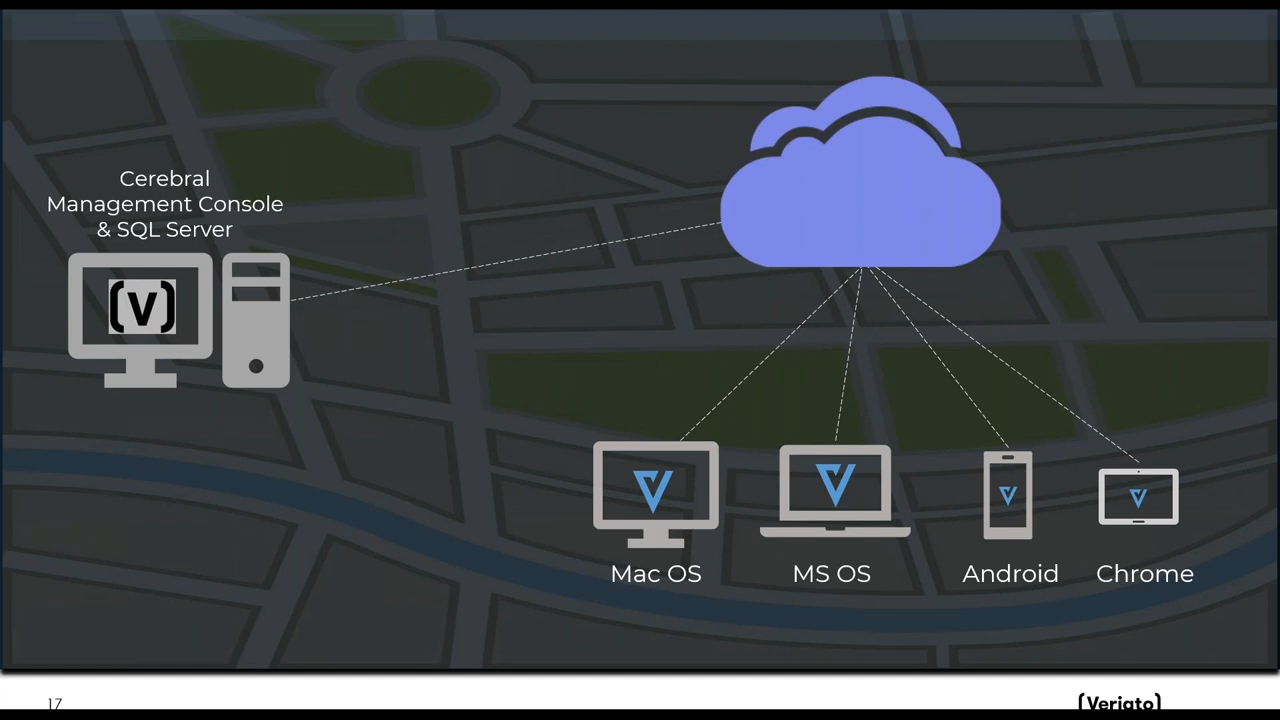 Cerebral
Management Console
& SQL Server
(V)
Mac OS
MS OS
Android
Chrome
17
(Veriato)